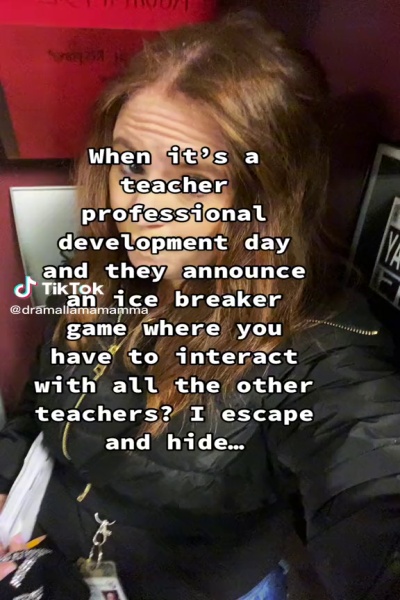 When it's a
teacher
professional
development day
and they announce
an ice breaker
game where you
have to interact
with all the other
teachers? I escape
and hide…
TikTok
@dramallamamamma
YA